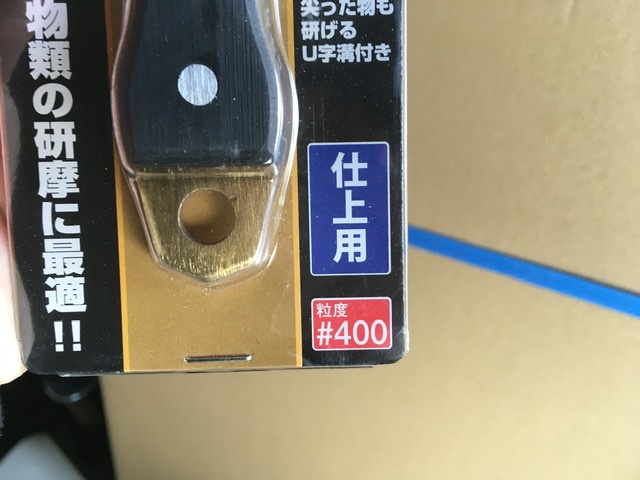 物類の研摩に最適!!
尖った物も
研げる
U字溝付き
仕上用
粒度
#400